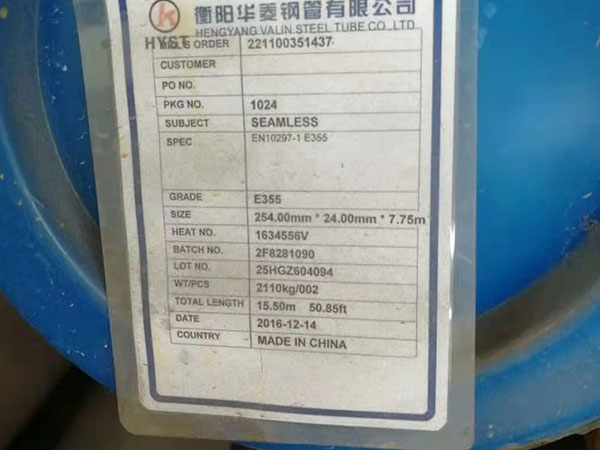 衡阳华菱钢管有限公司
HYST HENGYANG VALIN STEEL TUBE CO.,LTD
ORDER 221100351437
CUSTOMER
PO NO.
PKG NO. 1024
SUBJECT SEAMLESS
SPEC EN10297-1 E355
GRADE E355
SIZE 254.00mm * 24.00mm * 7.75m
HEAT NO. 1634556V
BATCH NO. 2F8281090
LOT NO. 25HGZ604094
WT/PCS 2110kg/002
TOTAL LENGTH 15.50m 50.85ft
DATE 2016-12-14
COUNTRY MADE IN CHINA